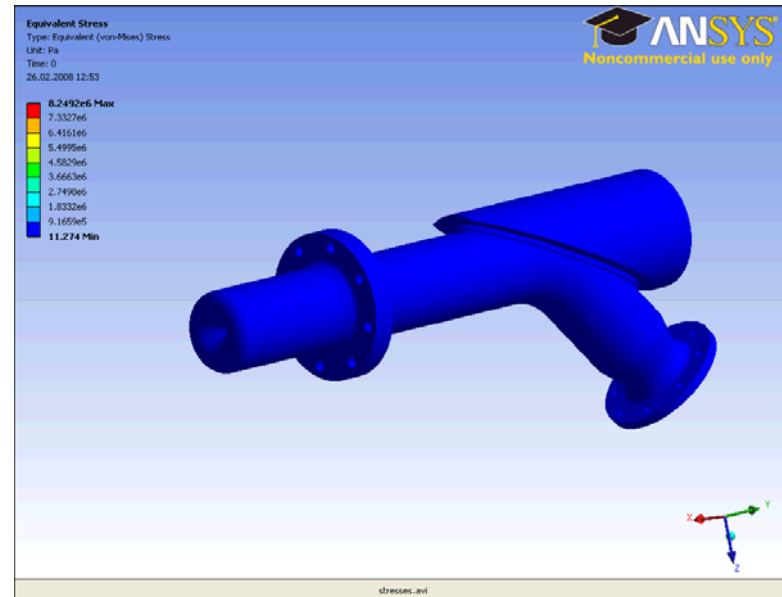 Equivalent Stress
Type: Equivalent (von-Mises) Stress
Unit: Pa
Time: 0
26.02.2008 12:53
ANSYS
Noncommercial use only
8.2492e6 Max
7.3327e6
6.4161e6
5.4995e6
4.5829e6
3.6663e6
2.7498e6
1.8332e6
9.1659e5
11.274 Min
X
Y
Z
stresses.avi